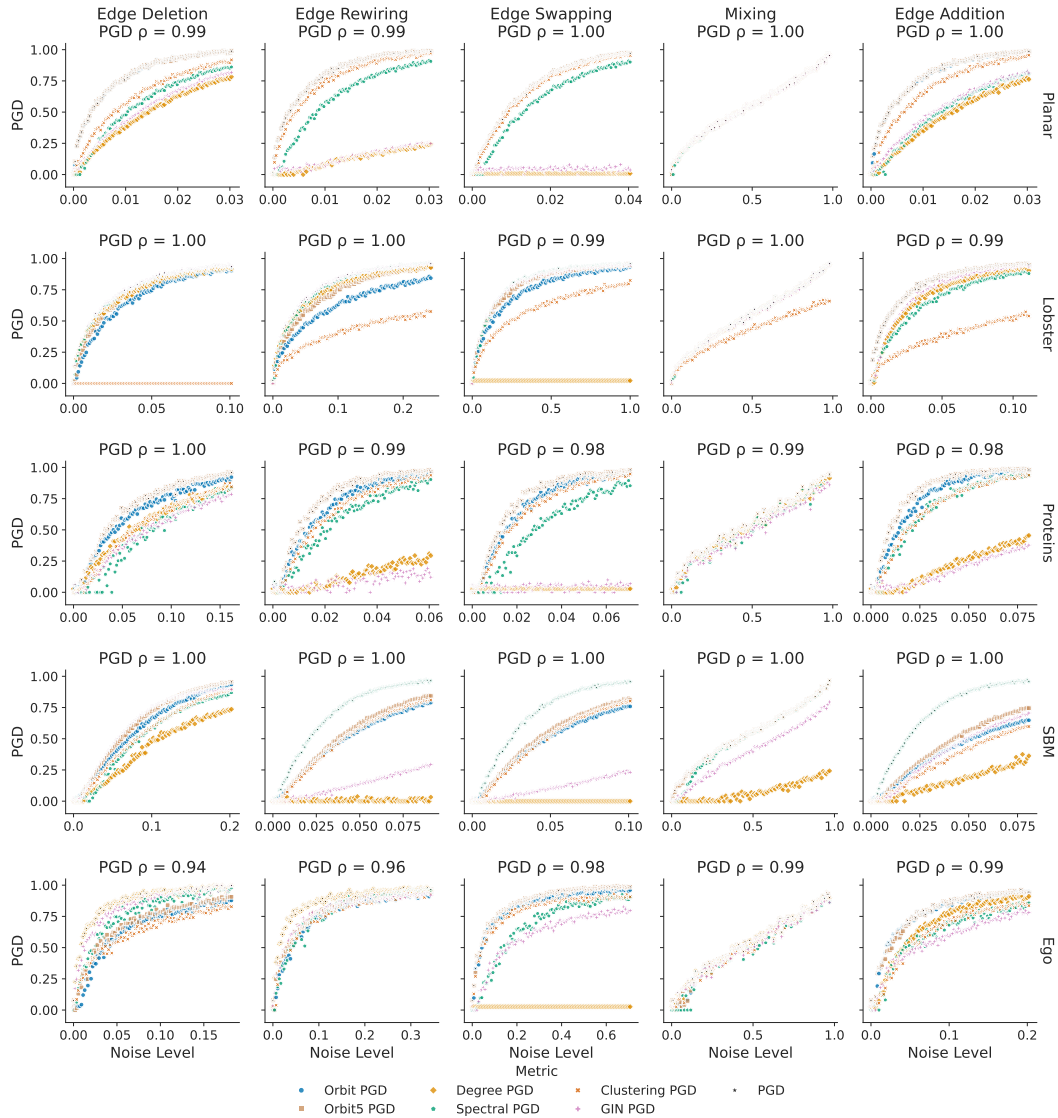 Edge Deletion Edge Rewiring Edge Swapping Mixing Edge Addition
PGD ρ = 0.99 PGD ρ = 0.99 PGD ρ = 1.00 PGD ρ = 1.00 PGD ρ = 1.00
1.00
0.75
0.50
0.25
0.00
PGD
Planar
0.00 0.01 0.02 0.03 0.00 0.01 0.02 0.03 0.00 0.02 0.04 0.0 0.5 1.0 0.00 0.01 0.02 0.03
PGD ρ = 1.00 PGD ρ = 1.00 PGD ρ = 0.99 PGD ρ = 1.00 PGD ρ = 0.99
1.00
0.75
0.50
0.25
0.00
PGD
Lobster
0.00 0.05 0.10 0.0 0.1 0.2 0.0 0.5 1.0 0.0 0.5 1.0 0.00 0.05 0.10
PGD ρ = 1.00 PGD ρ = 0.99 PGD ρ = 0.98 PGD ρ = 0.99 PGD ρ = 0.98
1.00
0.75
0.50
0.25
0.00
PGD
Proteins
0.00 0.05 0.10 0.15 0.00 0.02 0.04 0.06 0.00 0.02 0.04 0.06 0.0 0.5 1.0 0.000 0.025 0.050 0.075
PGD ρ = 1.00 PGD ρ = 1.00 PGD ρ = 1.00 PGD ρ = 1.00 PGD ρ = 1.00
1.00
0.75
0.50
0.25
0.00
PGD
SBM
0.0 0.1 0.2 0.000 0.025 0.050 0.075 0.00 0.05 0.10 0.0 0.5 1.0 0.000 0.025 0.050 0.075
PGD ρ = 0.94 PGD ρ = 0.96 PGD ρ = 0.98 PGD ρ = 0.99 PGD ρ = 0.99
1.00
0.75
0.50
0.25
0.00
PGD
Ego
0.00 0.05 0.10 0.15 0.0 0.1 0.2 0.3 0.0 0.2 0.4 0.6 0.0 0.5 1.0 0.0 0.1 0.2
Noise Level Noise Level Noise Level Noise Level Noise Level
Metric
Orbit PGD Degree PGD Clustering PGD PGD
Orbit5 PGD Spectral PGD GIN PGD